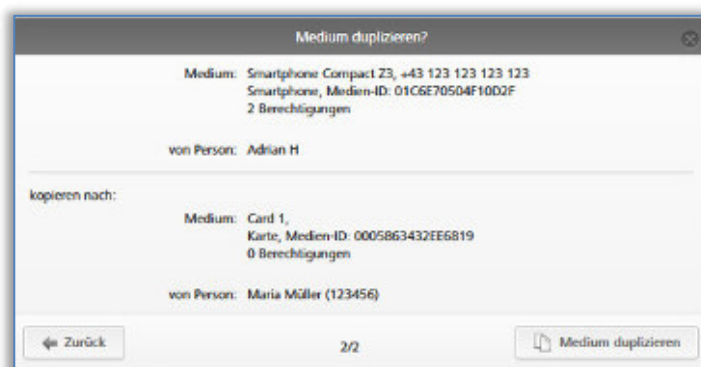 Medium duplizieren?
Medium: Smartphone Compact Z3, +43 123 123 123 123
Smartphone, Medien-ID: 01C6E70504F10D2F
2 Berechtigungen
von Person: Adrian H
kopieren nach:
Medium: Card 1,
Karte, Medien-ID: 0005863432EE6819
0 Berechtigungen
von Person: Maria Müller (123456)
Zurück
2/2
Medium duplizieren